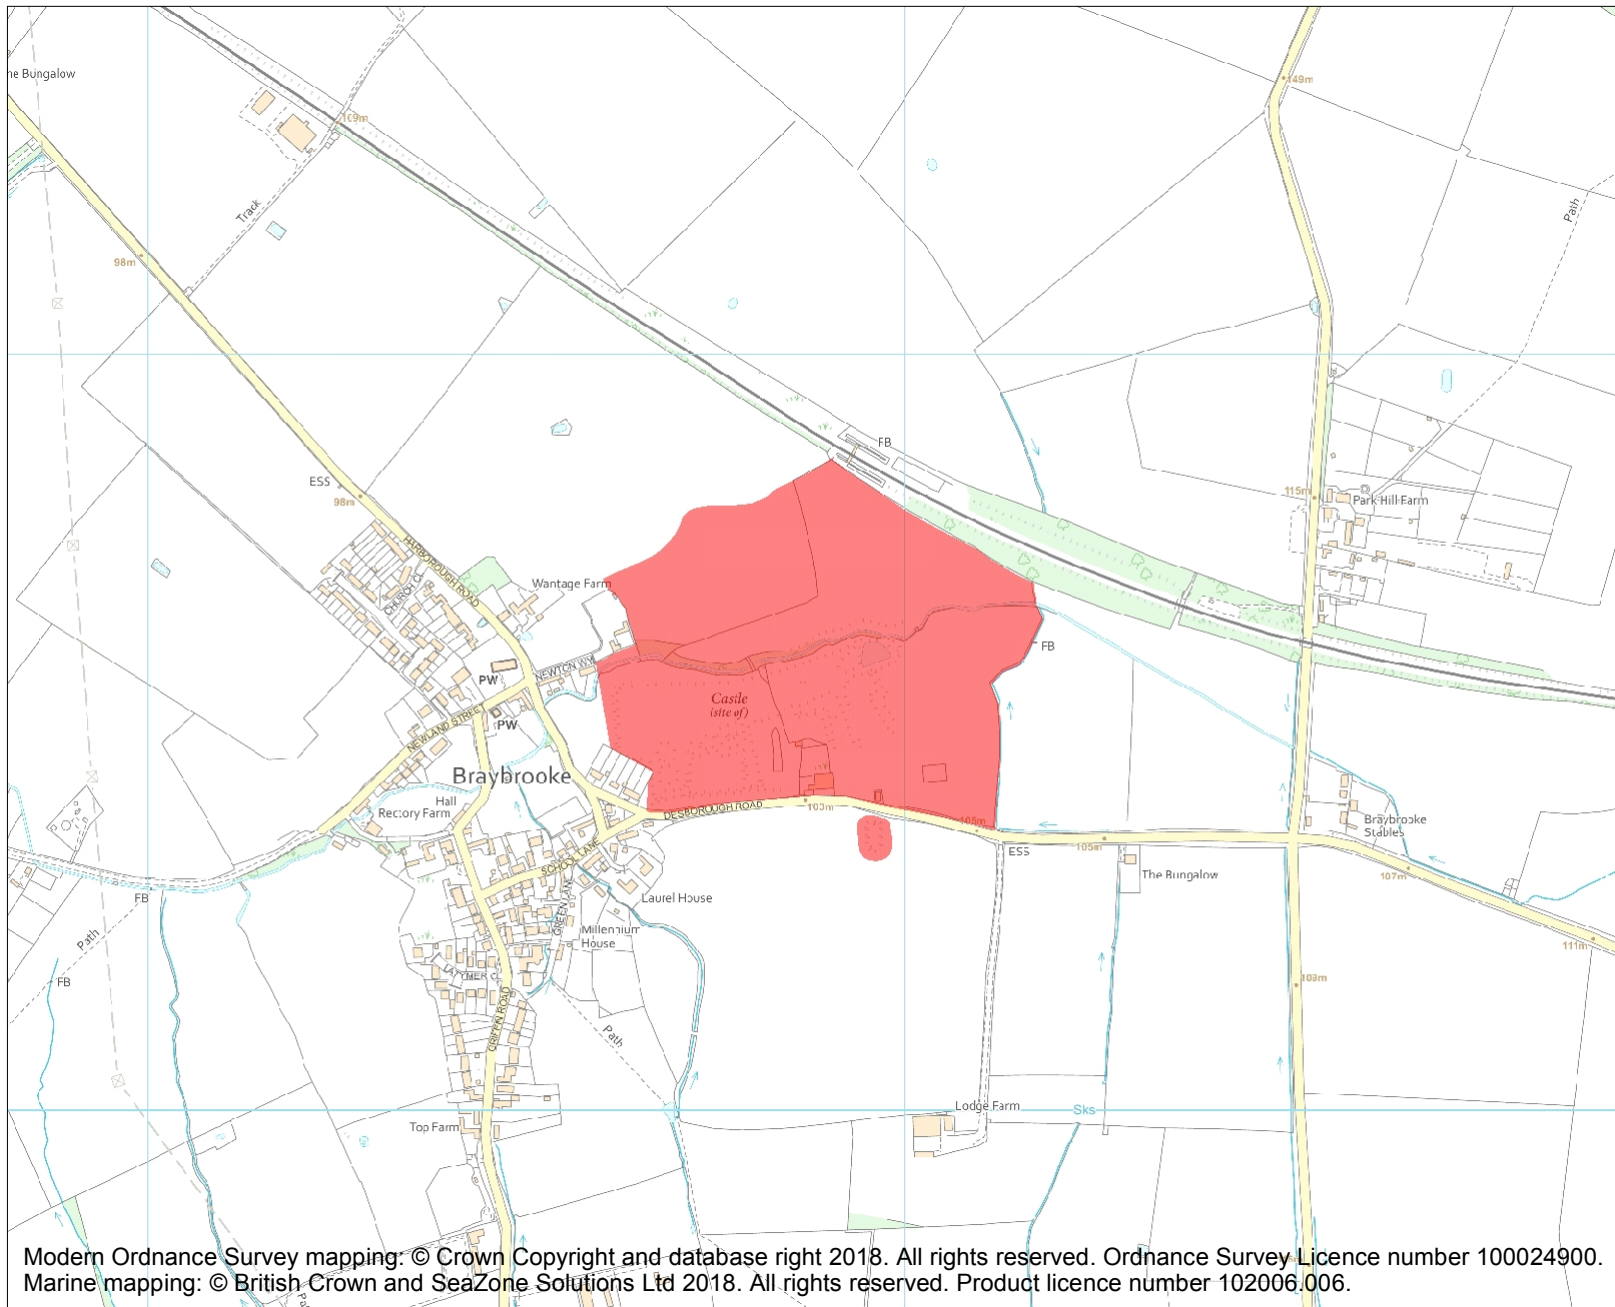 he Bungalow
149m
109m
Track
Path
98m
FB
ESS
98m
115m
Park Hill Farm
HARBOROUGH ROAD
CHURCH CL
Wantage Farm
FB
NEWTON WY
PW
Castle
(site of)
NEWLAND STREET
PW
Braybrooke
Hall
Rectory Farm
DESBOROUGH ROAD
103m
105m
Braybrooke
Stables
ESS
105m
SCHOOL LANE
The Bungalow
107m
FB
Laurel House
GREEN LANE
Path
Millennium
House
111m
LATYMER CL
FB
109m
GRIFFIN ROAD
Path
Lodge Farm
Sks
Top Farm
Modern Ordnance Survey mapping: © Crown Copyright and database right 2018. All rights reserved. Ordnance Survey Licence number 100024900.
Marine mapping: © British Crown and SeaZone Solutions Ltd 2018. All rights reserved. Product licence number 102006.006.